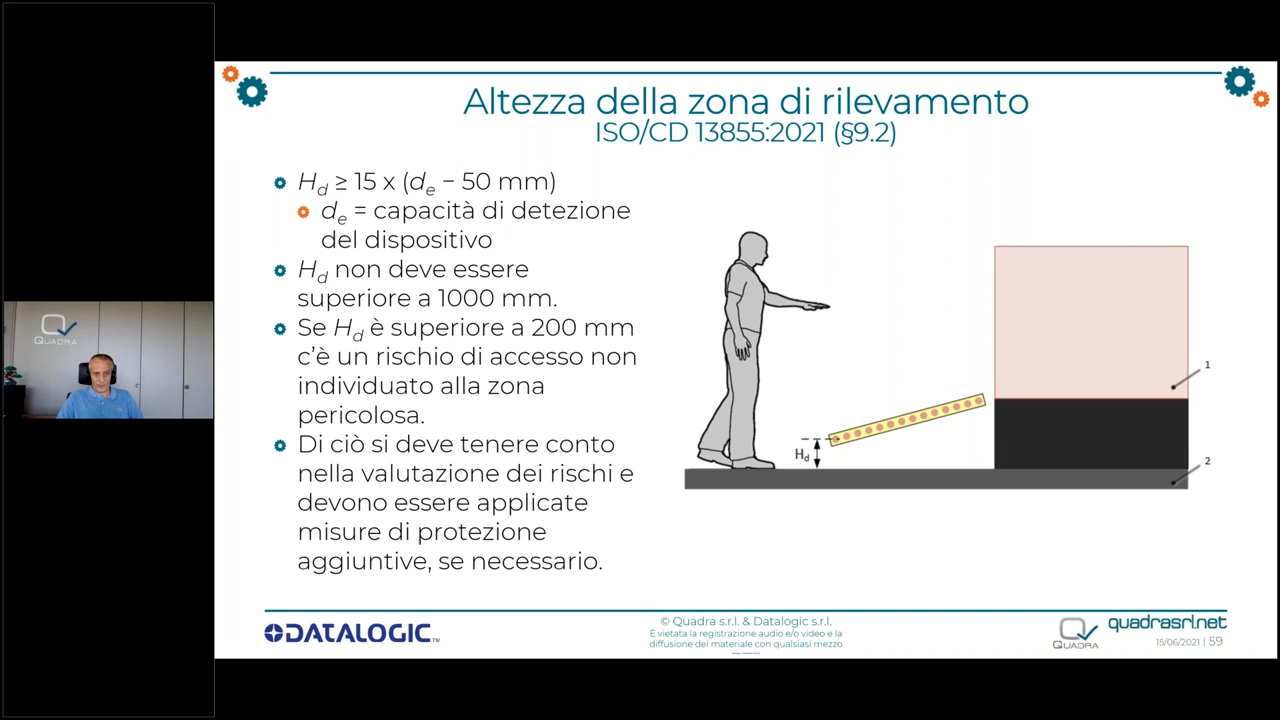 Altezza della zona di rilevamento
ISO/CD 13855:2021 (§9.2)
Hd ≥ 15 x (de − 50 mm)
de = capacità di detezione
del dispositivo
Hd non deve essere
superiore a 1000 mm.
Se Hd è superiore a 200 mm
c'è un rischio di accesso non
individuato alla zona
pericolosa.
Di ciò si deve tenere conto
nella valutazione dei rischi e
devono essere applicate
misure di protezione
aggiuntive, se necessario.
Hd
1
2
QUADRA
DATALOGIC™
© Quadra s.r.l. & Datalogic s.r.l.
È vietata la registrazione audio e/o video e la
diffusione del materiale con qualsiasi mezzo
QUADRA
quadrasrl.net
15/06/2021 | 59